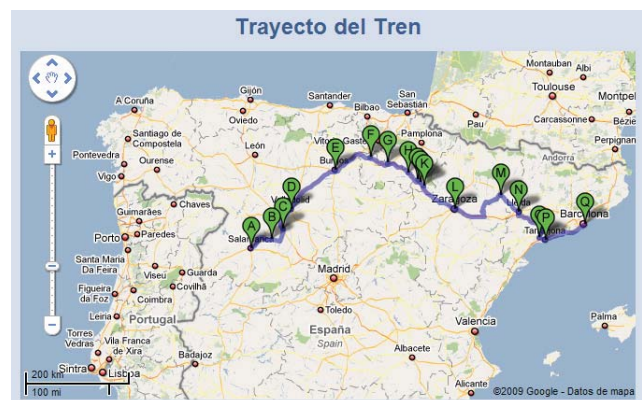 Trayecto del Tren
Montauban
Albi
Gijón
Santander
San Sebastián
Toulouse
Montpel
A Coruña
Oviedo
Bilbao
Carcassonne
Béziers
Santiago de Compostela
León
Pamplona
Pau
Perpignan
Pontevedra
Ourense
Andorra
Vigo
F
G
E
H
K
M
L
N
D
C
B
A
P
Q
Chaves
Zaragoza
Barcelona
Guimarães
Paredes
Porto
Salamanca
Santa Maria Da Feira
Viseu
Guarda
Madrid
Figueira da Foz
Coimbra
Covilhã
Leiria
Portugal
Toledo
Palma
Torres Vedras
Vila Franca de Xira
España
Spain
Valencia
Sintra
Lisboa
Badajoz
Albacete
Alicante
200 km
100 mi
©2009 Google - Datos de mapa